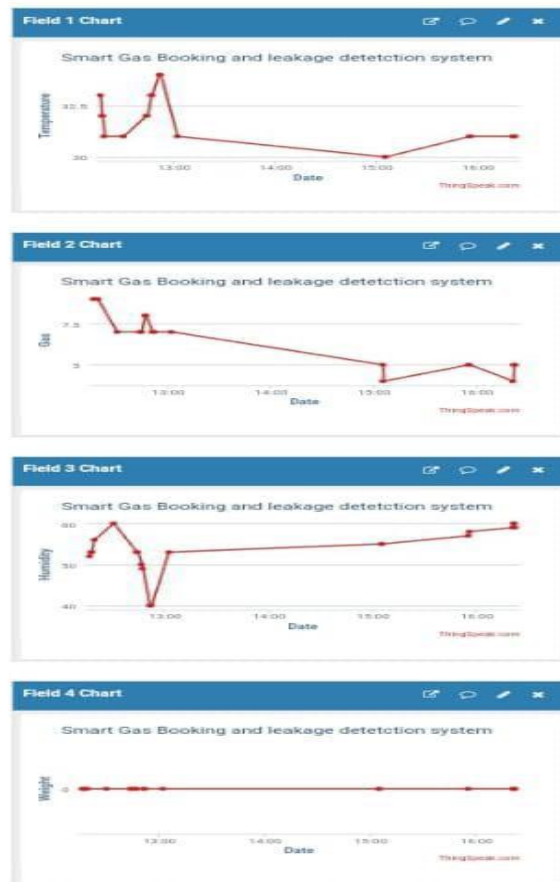 Field 1 Chart
Smart Gas Booking and leakage detetction system
Temperature
32.5
30
13:00 14:00 15:00 16:00
Date
ThingSpeak.com
Field 2 Chart
Smart Gas Booking and leakage detetction system
Gas
7.5
5
13:00 14:00 15:00 16:00
Date
ThingSpeak.com
Field 3 Chart
Smart Gas Booking and leakage detetction system
Humidity
60
50
40
13:00 14:00 15:00 16:00
Date
ThingSpeak.com
Field 4 Chart
Smart Gas Booking and leakage detetction system
Weight
0
13:00 14:00 15:00 16:00
Date
ThingSpeak.com